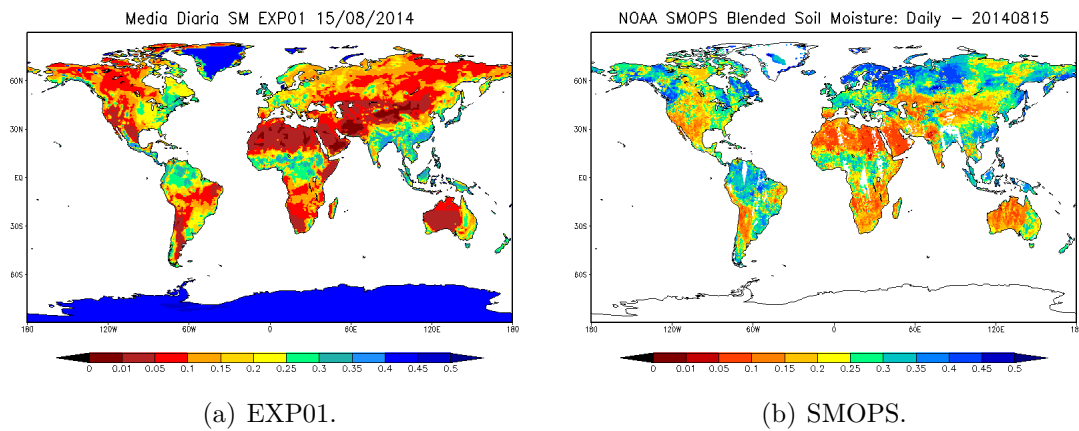 Media Diaria SM EXP01 15/08/2014
60N
30N
EQ
30S
60S
180
120W
60W
0
60E
120E
180
0 0.01 0.05 0.1 0.15 0.2 0.25 0.3 0.35 0.4 0.45 0.5
(a) EXP01.
NOAA SMOPS Blended Soil Moisture: Daily – 20140815
60N
30N
EQ
30S
60S
180
120W
60W
0
60E
120E
180
0 0.01 0.05 0.1 0.15 0.2 0.25 0.3 0.35 0.4 0.45 0.5
(b) SMOPS.